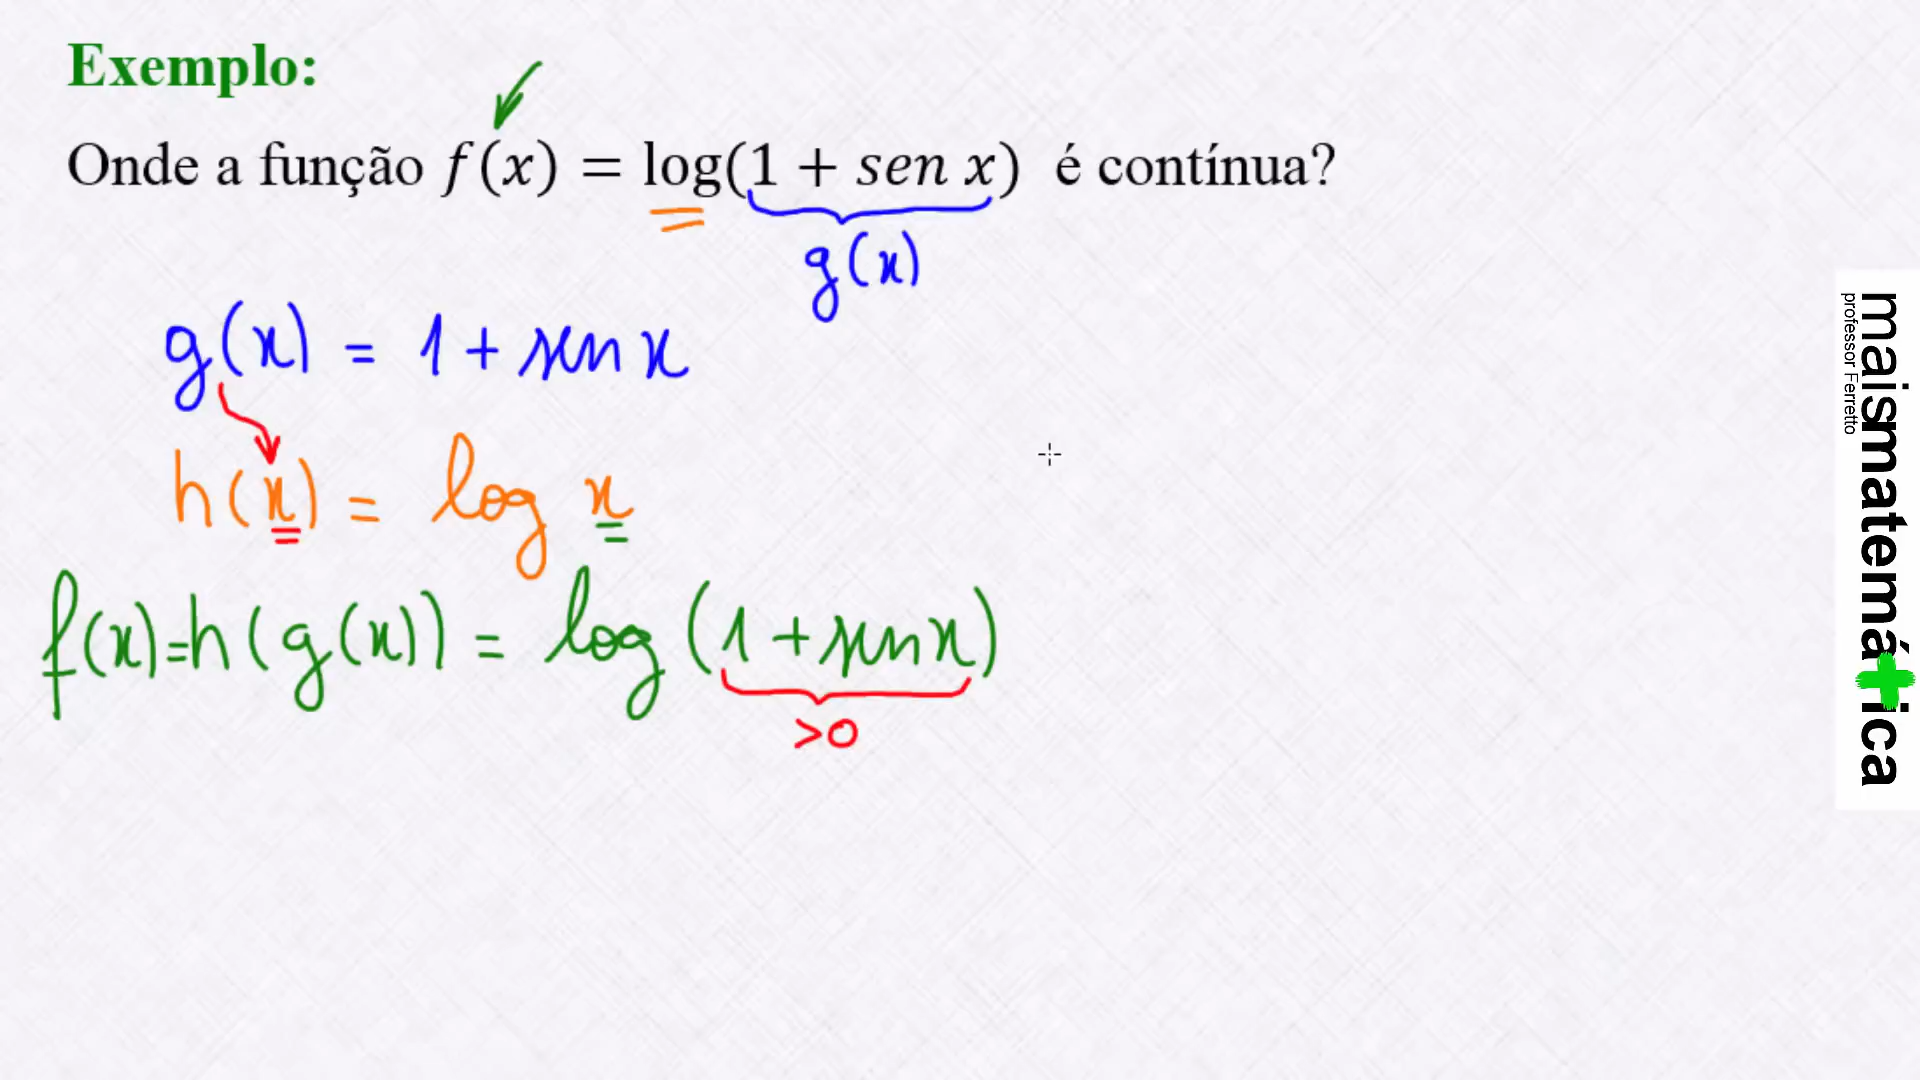 Exemplo:
Onde a função f(x) = log(1 + sen x) é contínua?
g(x)
g(x) = 1 + sen x
h(x) = log x
f(x)=h(g(x)) = log (1 + sen x)
>0
maismatemática
professor Ferretto